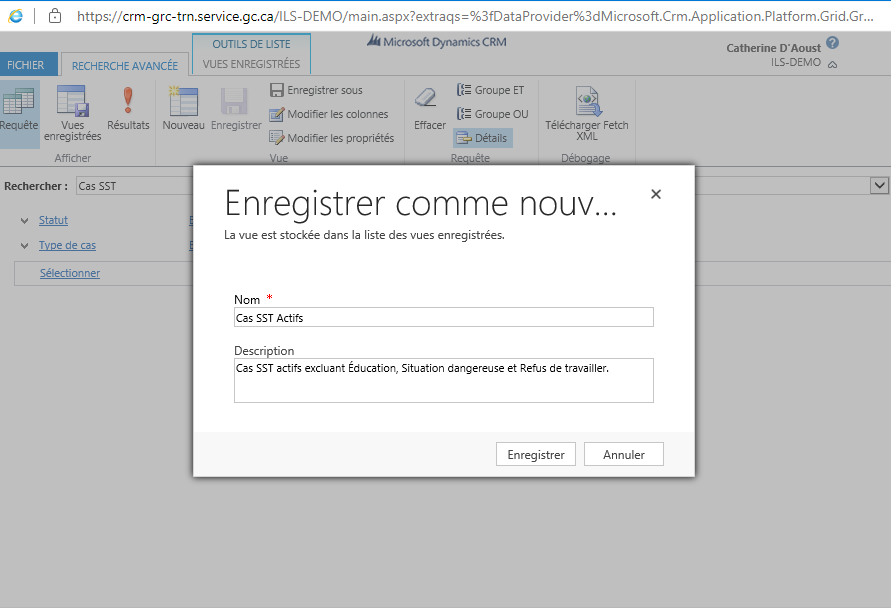 https://crm-grc-trn.service.gc.ca/ILS-DEMO/main.aspx?extraqs=%3fDataProvider%3dMicrosoft.Crm.Application.Platform.Grid.Gr...
OUTILS DE LISTE
Microsoft Dynamics CRM
Catherine D'Aoust
ILS-DEMO
FICHIER
RECHERCHE AVANCÉE
VUES ENREGISTRÉES
Requête
Vues enregistrées
Résultats
Afficher
Nouveau
Enregistrer
Enregistrer sous
Modifier les colonnes
Modifier les propriétés
Vue
Effacer
Groupe ET
Groupe OU
Détails
Requête
Télécharger Fetch XML
Débogage
Rechercher :
Cas SST
Statut
Type de cas
Sélectionner
Enregistrer comme nouv...
La vue est stockée dans la liste des vues enregistrées.
Nom *
Cas SST Actifs
Description
Cas SST actifs excluant Éducation, Situation dangereuse et Refus de travailler.
Enregistrer
Annuler